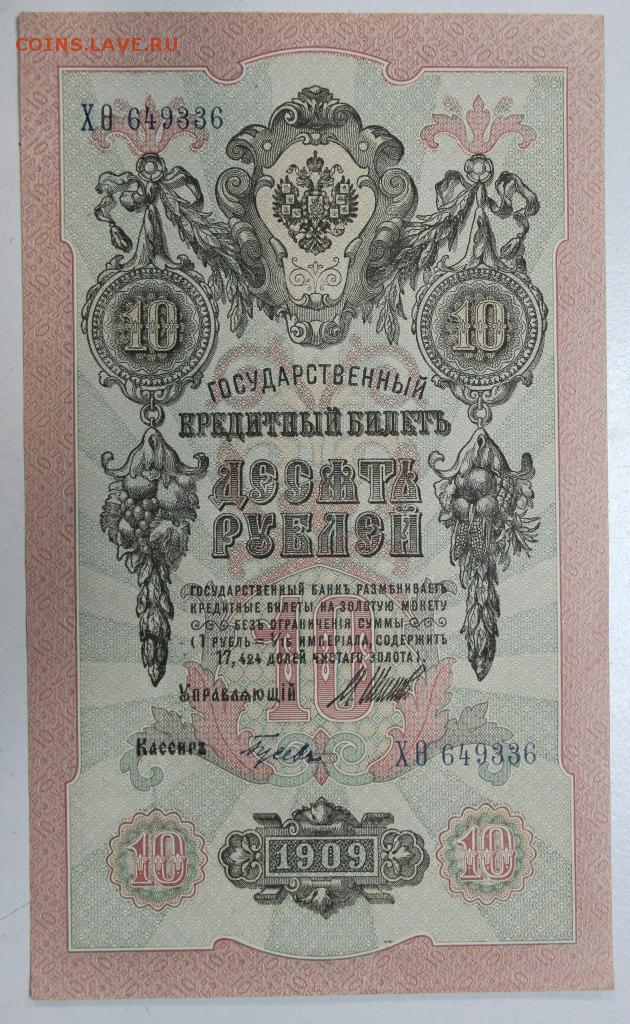 COINS.LAVE.RU
ХѲ 649336
10 10
ГОСУДАРСТВЕННЫЙ
КРЕДИТНЫЙ БИЛЕТЪ
ДЕСЯТЬ
РУБЛЕЙ
ГОСУДАРСТВЕННЫЙ БАНКЪ РАЗМѢНИВАЕТЪ
КРЕДИТНЫЕ БИЛЕТЫ НА ЗОЛОТУЮ МОНЕТУ
БЕЗЪ ОГРАНИЧЕНІЯ СУММЫ
(1 РУБЛЬ = 1/15 ИМПЕРІАЛА, СОДЕРЖИТЪ
17,424 ДОЛЕЙ ЧИСТАГО ЗОЛОТА).
10
УПРАВЛЯЮЩІЙ
Кассиръ
ХѲ 649336
10 1909 10